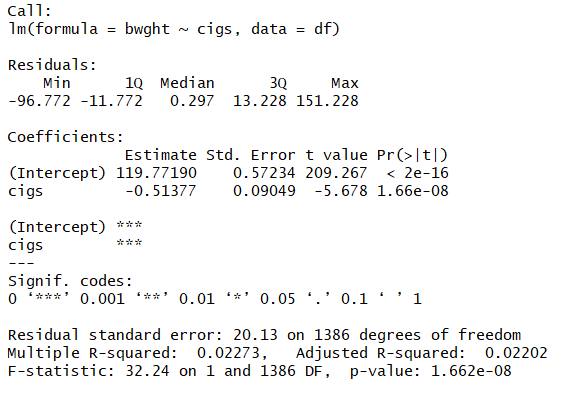 Call:
lm(formula = bwght ~ cigs, data = df)
Residuals:
Min 1Q Median 3Q Max
-96.772 -11.772 0.297 13.228 151.228
Coefficients:
Estimate Std. Error t value Pr(>|t|)
(Intercept) 119.77190 0.57234 209.267 < 2e-16
cigs -0.51377 0.09049 -5.678 1.66e-08
(Intercept) ***
cigs ***
---
Signif. codes:
0 ‘***’ 0.001 ‘**’ 0.01 ‘*’ 0.05 ‘.’ 0.1 ‘ ’ 1
Residual standard error: 20.13 on 1386 degrees of freedom
Multiple R-squared: 0.02273, Adjusted R-squared: 0.02202
F-statistic: 32.24 on 1 and 1386 DF, p-value: 1.662e-08